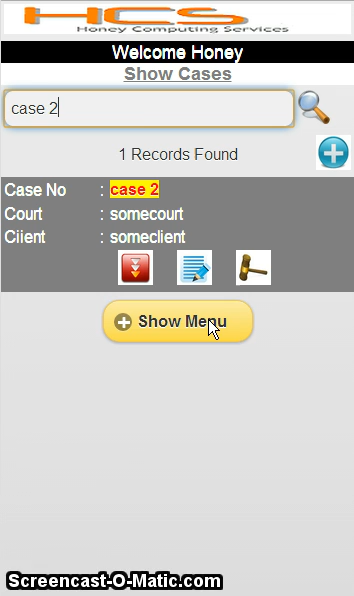 HCS
Honey Computing Services
Welcome Honey
Show Cases
case 2
1 Records Found
Case No : case 2
Court : somecourt
Client : someclient
Show Menu
Screencast-O-Matic.com